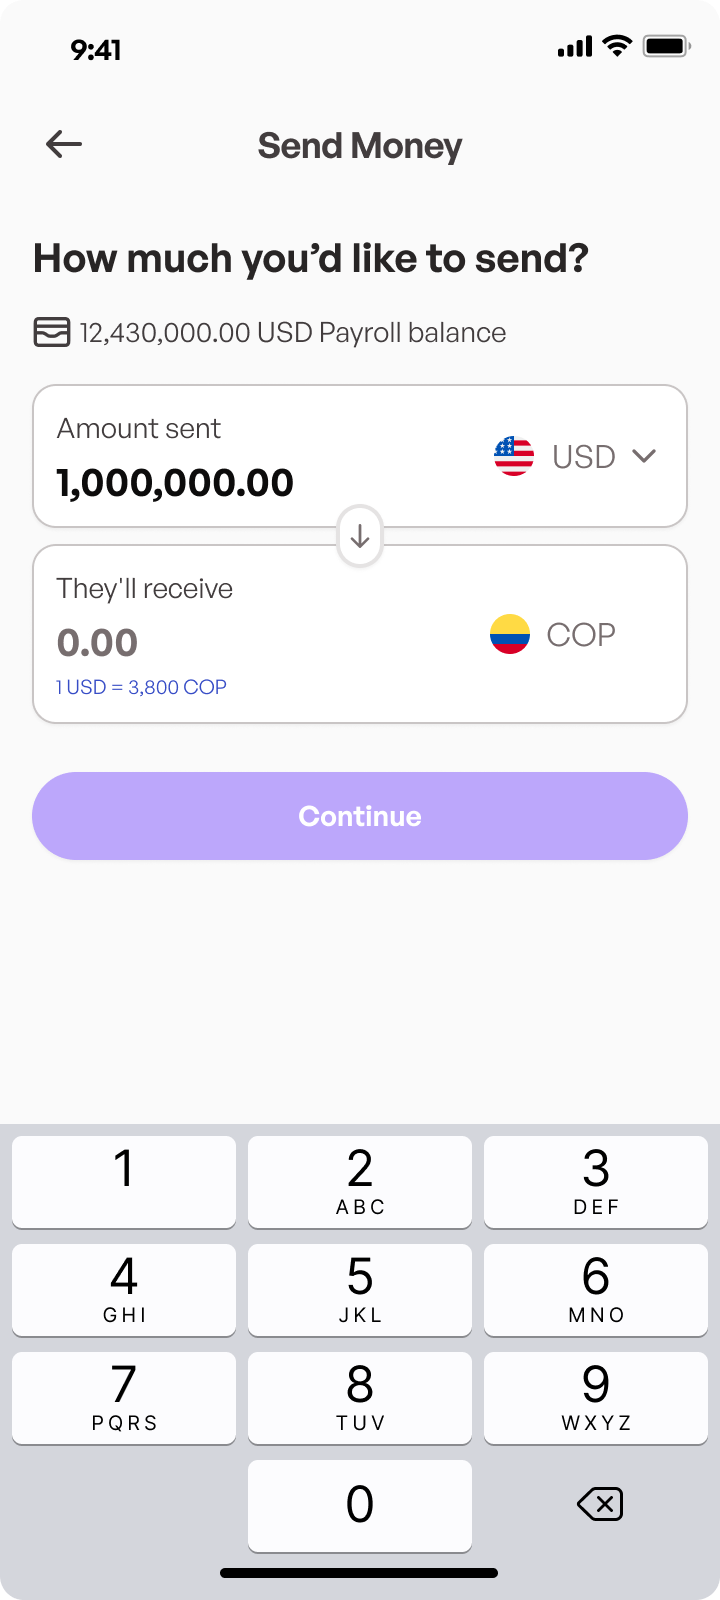 9:41
Send Money
How much you’d like to send?
12,430,000.00 USD Payroll balance
Amount sent
1,000,000.00
USD
They'll receive
0.00
COP
1 USD = 3,800 COP
Continue
1
2
ABC
3
DEF
4
GHI
5
JKL
6
MNO
7
PQRS
8
TUV
9
WXYZ
0